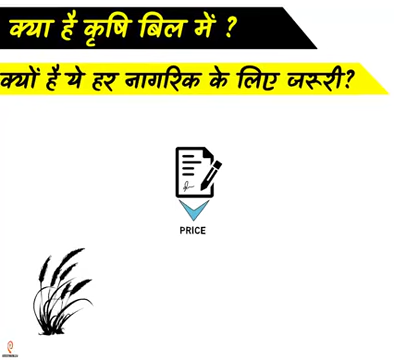 क्या है कृषि बिल में ?
क्यों है ये हर नागरिक के लिए जरूरी?
PRICE